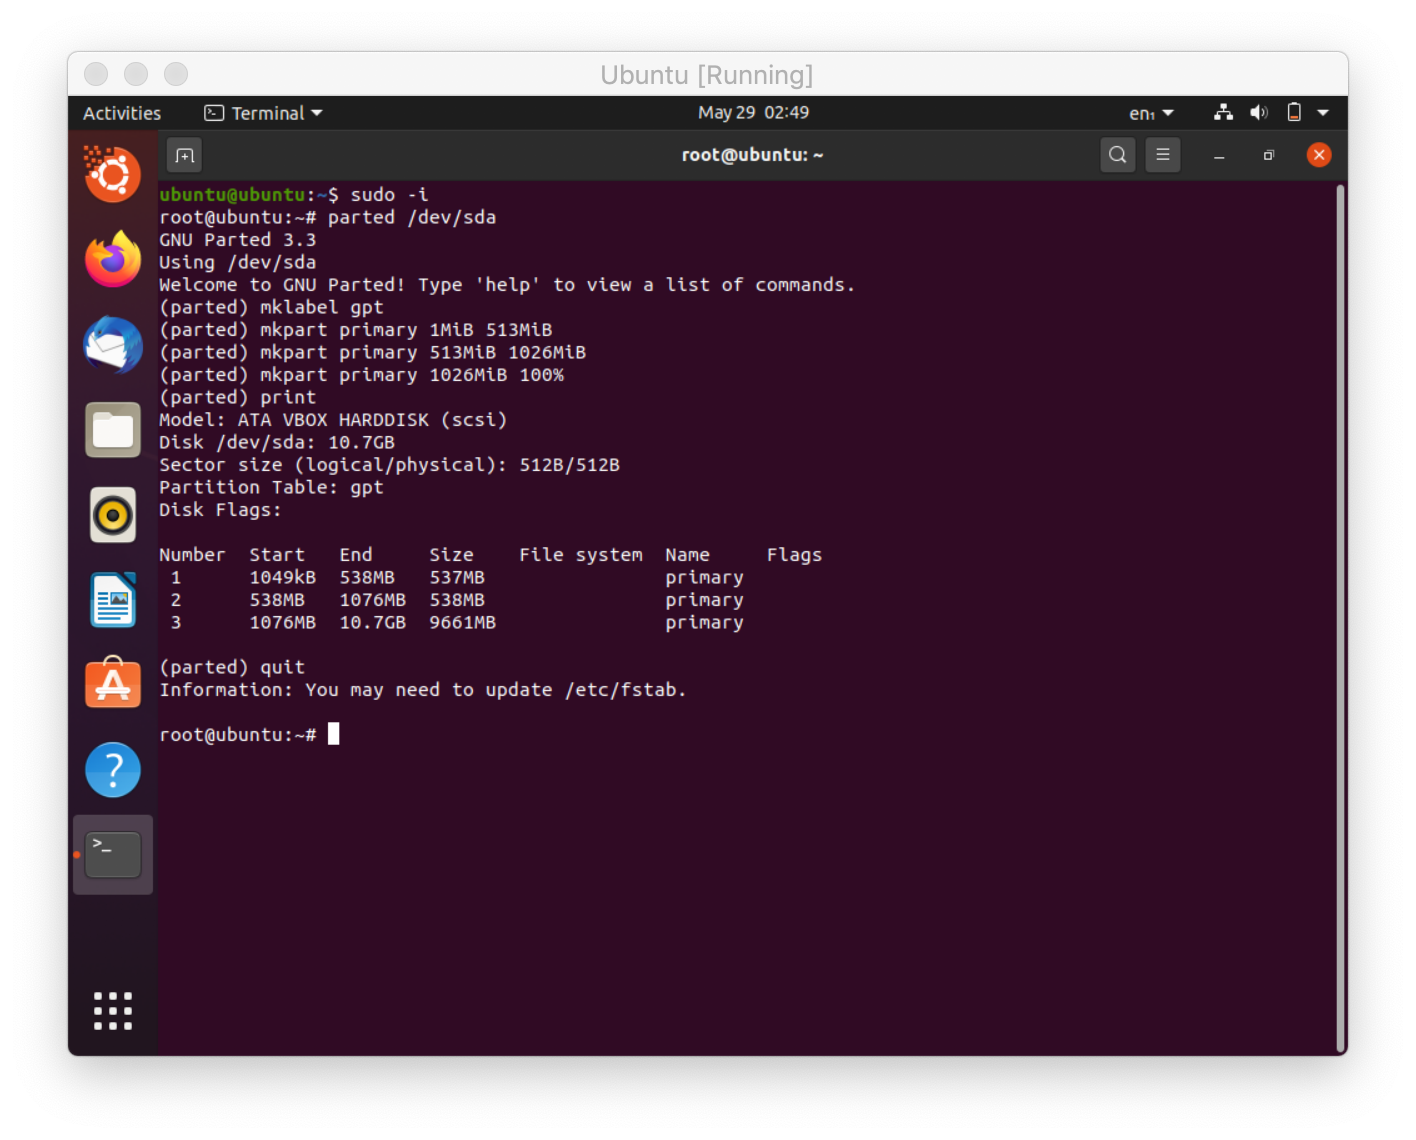 Ubuntu [Running]
Activities Terminal May 29 02:49 en₁
root@ubuntu: ~
ubuntu@ubuntu:~$ sudo -i
root@ubuntu:~# parted /dev/sda
GNU Parted 3.3
Using /dev/sda
Welcome to GNU Parted! Type 'help' to view a list of commands.
(parted) mklabel gpt
(parted) mkpart primary 1MiB 513MiB
(parted) mkpart primary 513MiB 1026MiB
(parted) mkpart primary 1026MiB 100%
(parted) print
Model: ATA VBOX HARDDISK (scsi)
Disk /dev/sda: 10.7GB
Sector size (logical/physical): 512B/512B
Partition Table: gpt
Disk Flags:
Number Start End Size File system Name Flags
1 1049kB 538MB 537MB primary
2 538MB 1076MB 538MB primary
3 1076MB 10.7GB 9661MB primary
(parted) quit
Information: You may need to update /etc/fstab.
root@ubuntu:~#